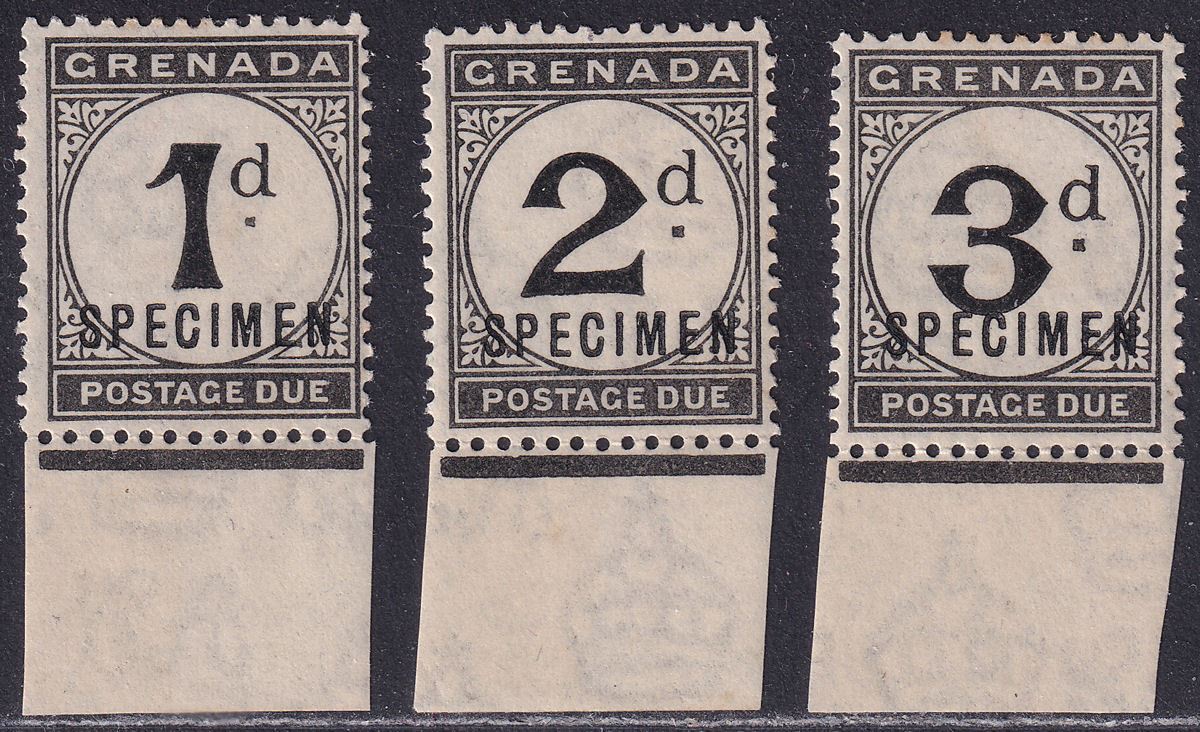 GRENADA
1d.
SPECIMEN
POSTAGE DUE
GRENADA
2d.
SPECIMEN
POSTAGE DUE
GRENADA
3d.
SPECIMEN
POSTAGE DUE